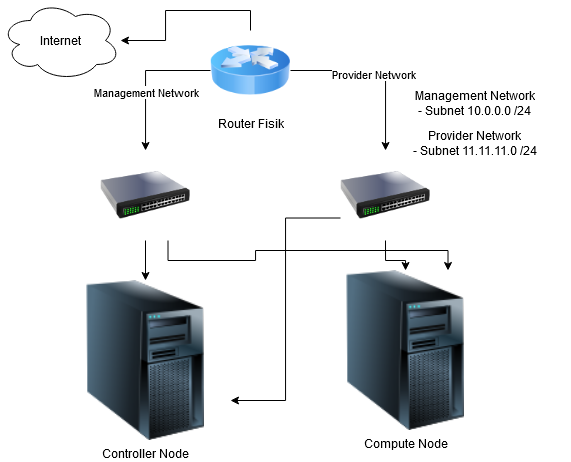 Internet
Management Network
Provider Network
Router Fisik
Management Network
- Subnet 10.0.0.0 /24
Provider Network
- Subnet 11.11.11.0 /24
Controller Node
Compute Node